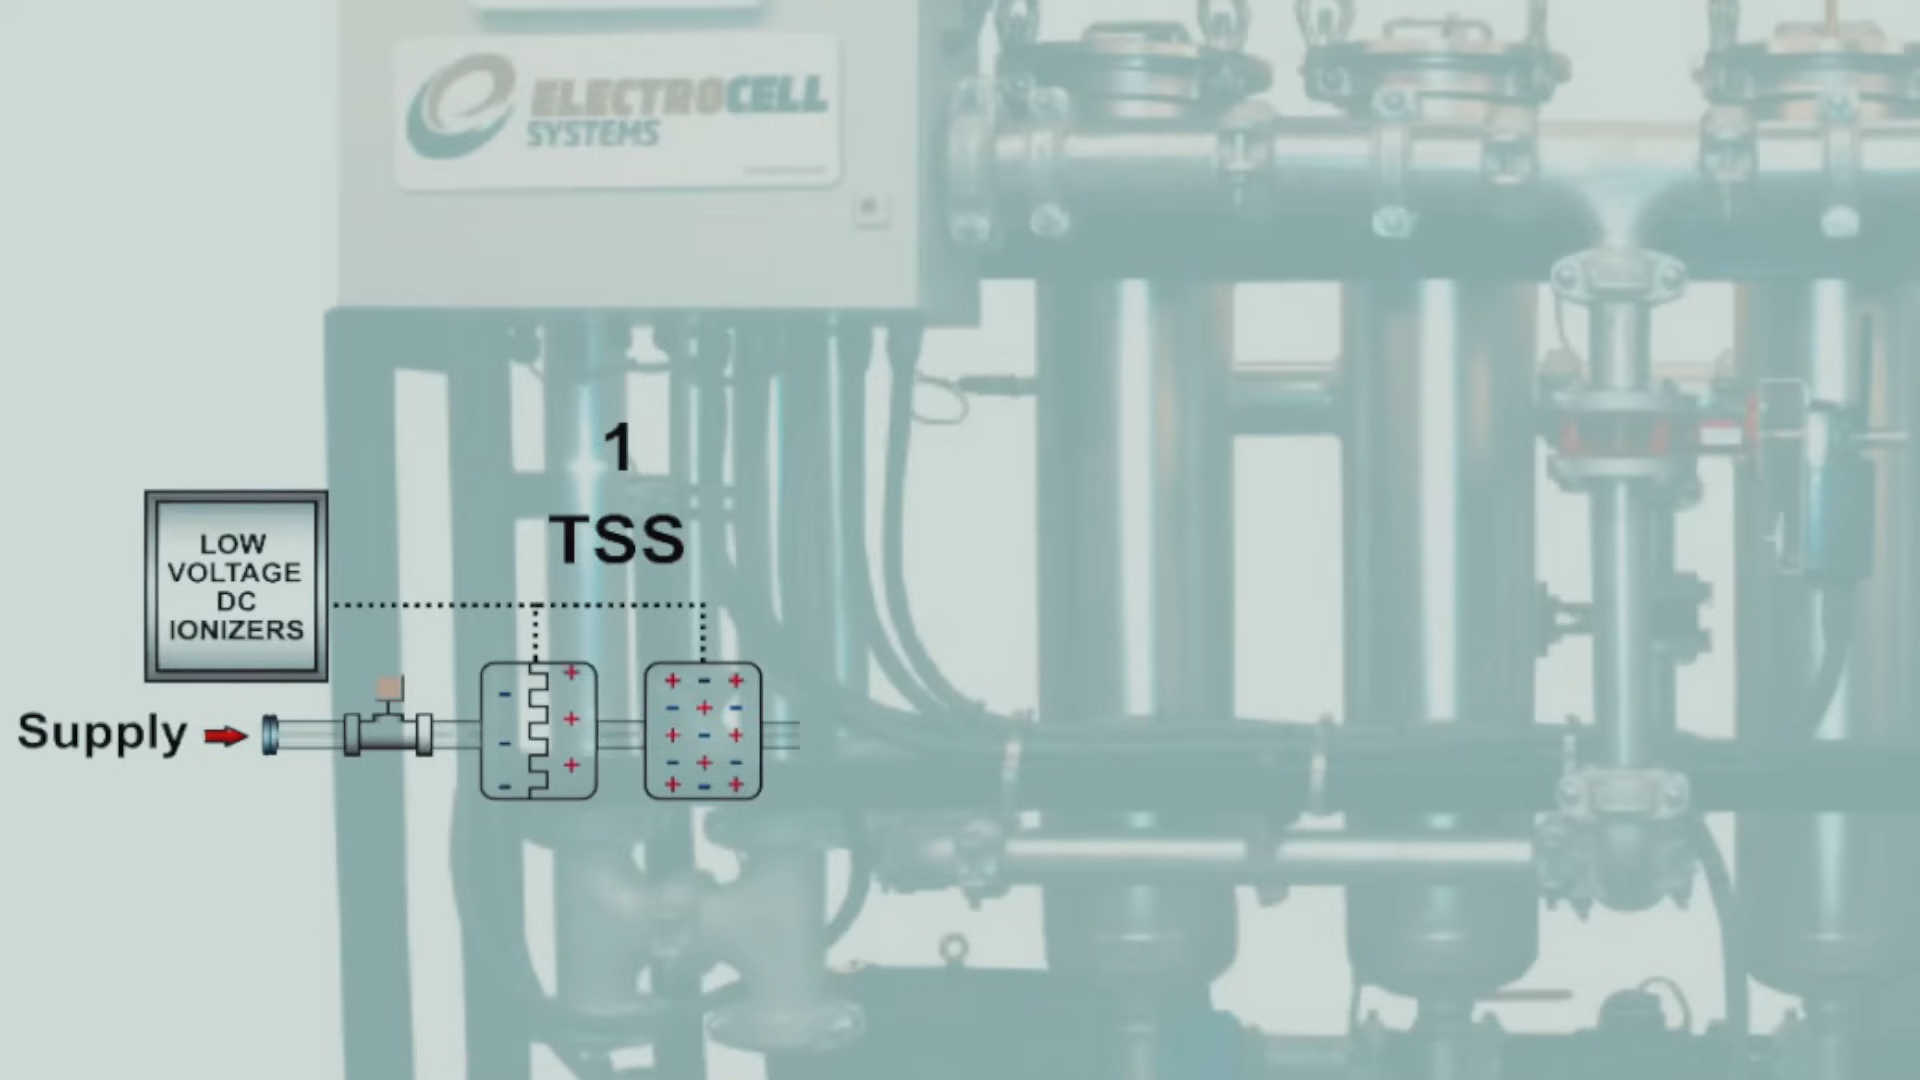 ELECTROCELL
SYSTEMS
1
TSS
LOW
VOLTAGE
DC
IONIZERS
Supply